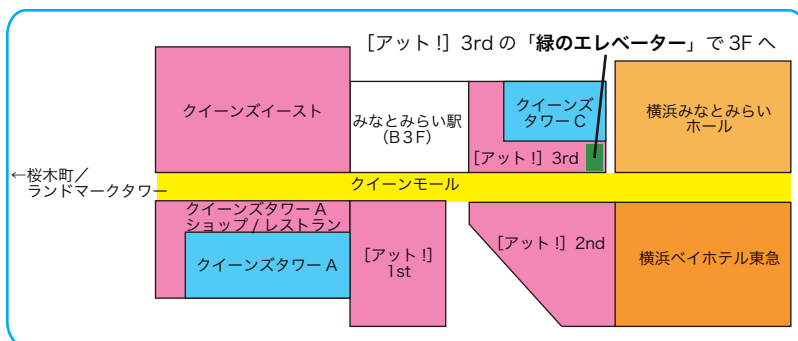 ［アット！］3rd の「緑のエレベーター」で 3F へ
クイーンズイースト
みなとみらい駅
（B３F）
クイーンズ
タワー C
［アット！］3rd
横浜みなとみらい
ホール
←桜木町／
ランドマークタワー
クイーンモール
クイーンズタワー A
ショップ / レストラン
クイーンズタワー A
［アット！］
1st
［アット！］2nd
横浜ベイホテル東急